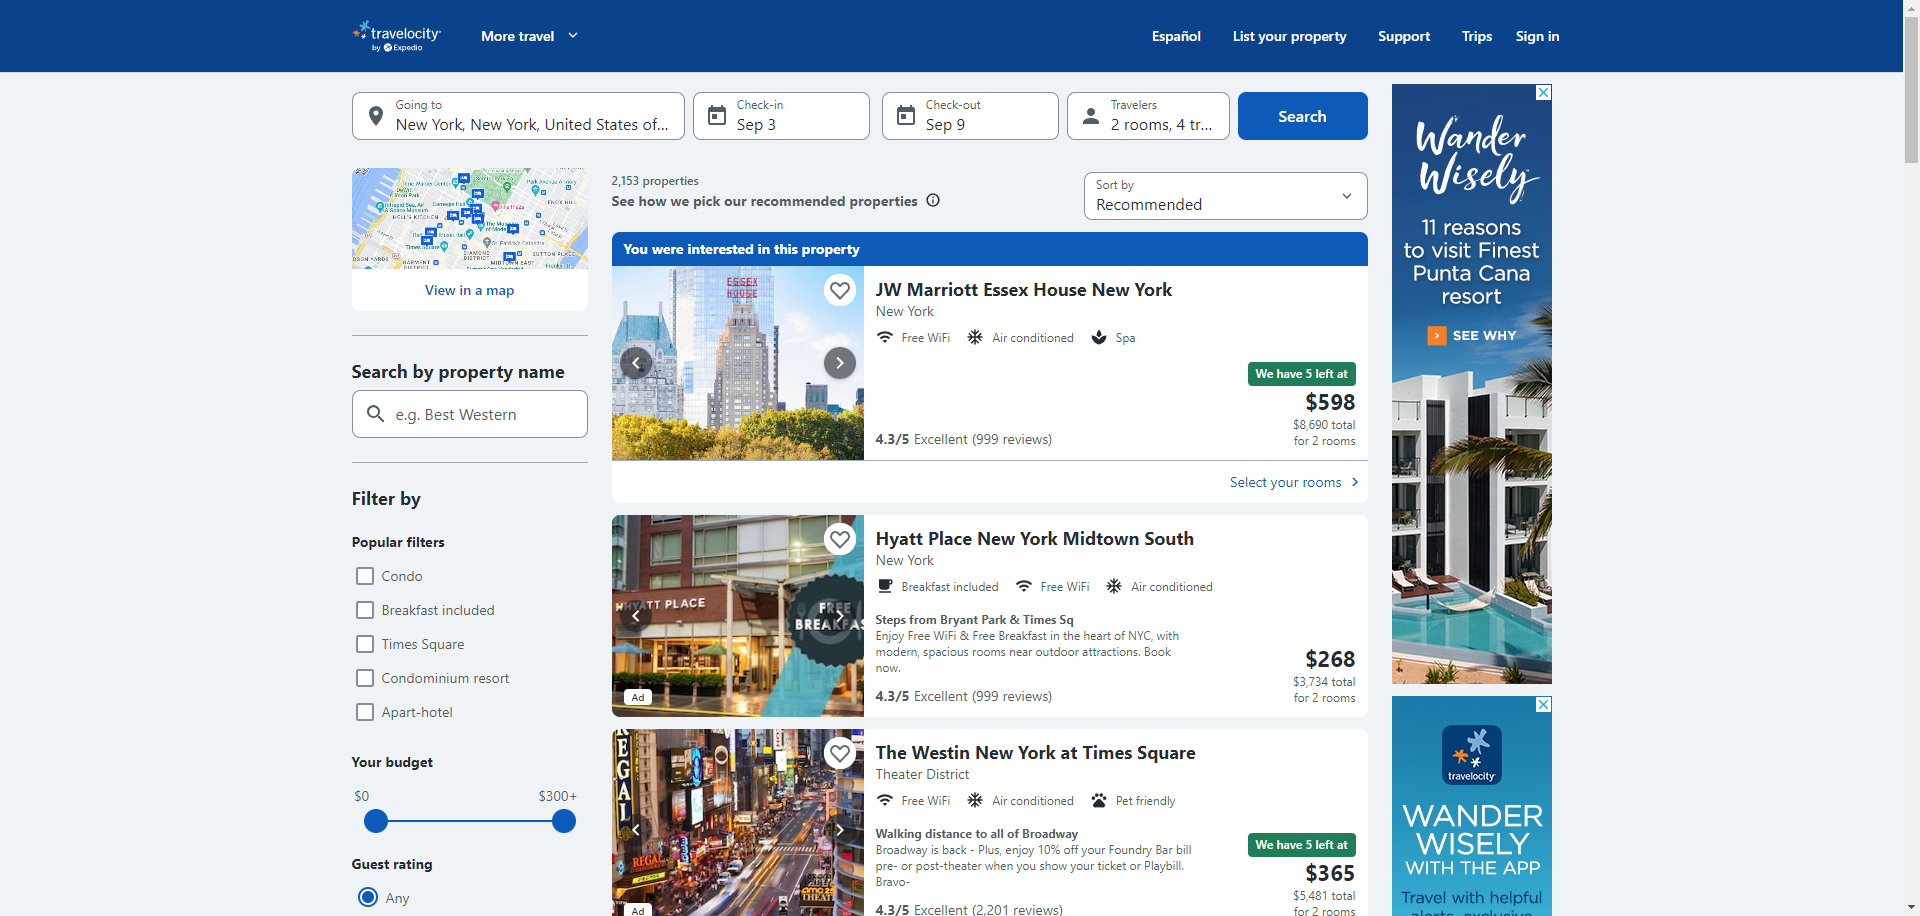 travelocity
by Expedia
More travel
Español
List your property
Support
Trips
Sign in
Going to
New York, New York, United States of...
Check-in
Sep 3
Check-out
Sep 9
Travelers
2 rooms, 4 tr...
Search
View in a map
Search by property name
e.g. Best Western
Filter by
Popular filters
Condo
Breakfast included
Times Square
Condominium resort
Apart-hotel
Your budget
$0
$300+
Guest rating
Any
2,153 properties
See how we pick our recommended properties
Sort by
Recommended
You were interested in this property
ESSEX
HOUSE
JW Marriott Essex House New York
New York
Free WiFi
Air conditioned
Spa
We have 5 left at
$598
$8,690 total
for 2 rooms
4.3/5 Excellent (999 reviews)
Select your rooms
HYATT PLACE
FREE
BREAKFAS
Ad
Hyatt Place New York Midtown South
New York
Breakfast included
Free WiFi
Air conditioned
Steps from Bryant Park & Times Sq
Enjoy Free WiFi & Free Breakfast in the heart of NYC, with
modern, spacious rooms near outdoor attractions. Book
now.
$268
$3,734 total
for 2 rooms
4.3/5 Excellent (999 reviews)
REGAL
REGAL
Ad
The Westin New York at Times Square
Theater District
Free WiFi
Air conditioned
Pet friendly
Walking distance to all of Broadway
Broadway is back - Plus, enjoy 10% off your Foundry Bar bill
pre- or post-theater when you show your ticket or Playbill.
Bravo-
We have 5 left at
$365
$5,481 total
for 2 rooms
4.3/5 Excellent (2,201 reviews)
Wander
Wisely
11 reasons
to visit Finest
Punta Cana
resort
SEE WHY
travelocity
WANDER
WISELY
WITH THE APP
Travel with helpful